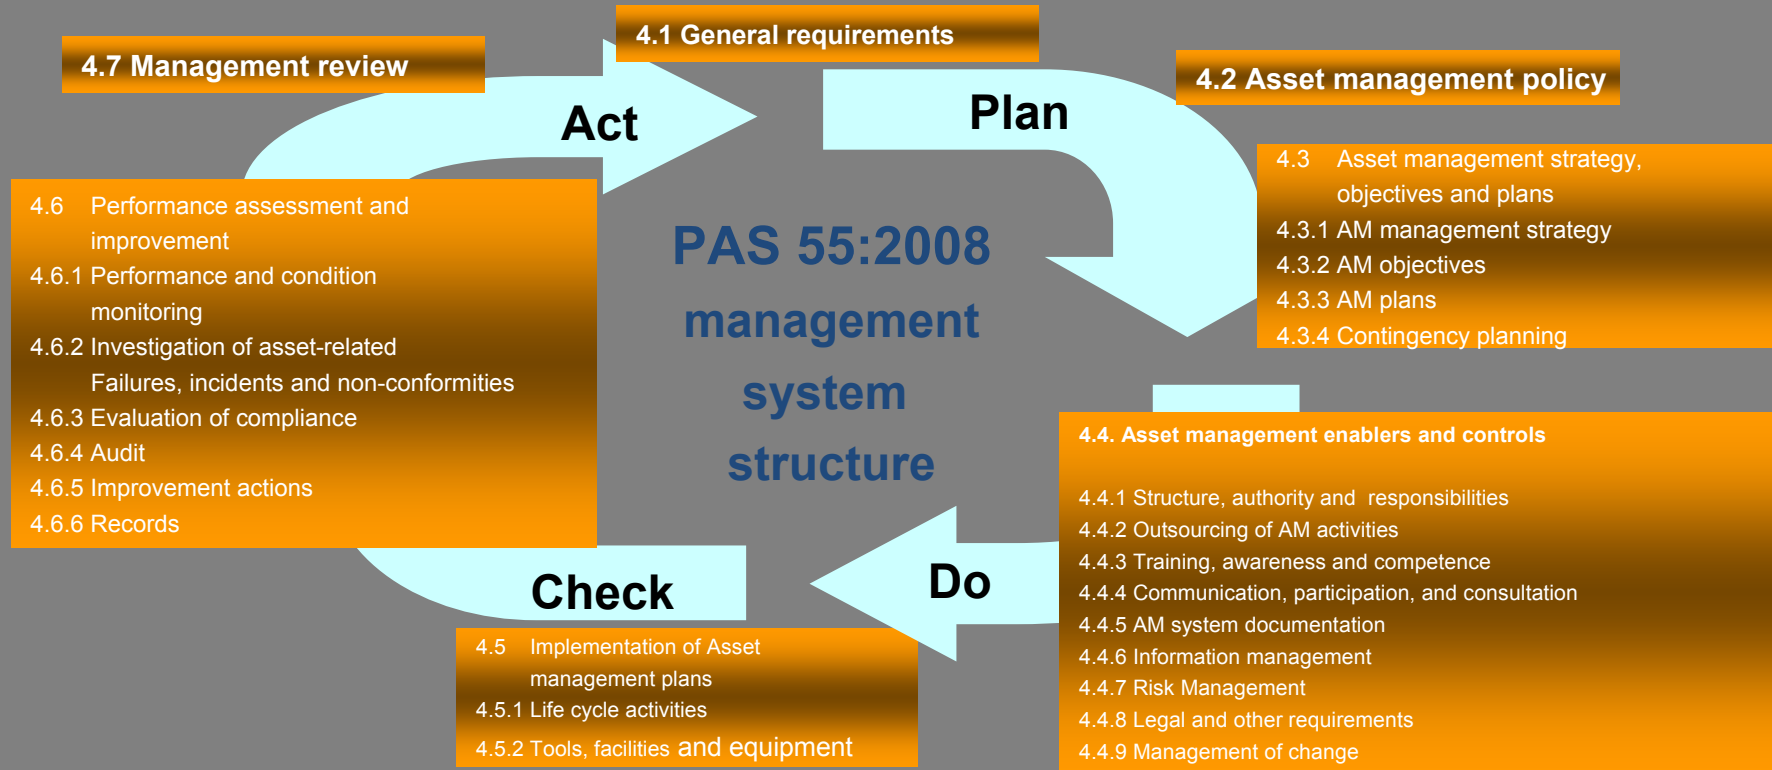 4.1 General requirements
4.7 Management review
4.2 Asset management policy
Act
Plan
4.3 Asset management strategy,
objectives and plans
4.3.1 AM management strategy
4.3.2 AM objectives
4.3.3 AM plans
4.3.4 Contingency planning
4.6 Performance assessment and
improvement
4.6.1 Performance and condition
monitoring
4.6.2 Investigation of asset-related
Failures, incidents and non-conformities
4.6.3 Evaluation of compliance
4.6.4 Audit
4.6.5 Improvement actions
4.6.6 Records
PAS 55:2008
management
system
structure
4.4. Asset management enablers and controls
4.4.1 Structure, authority and responsibilities
4.4.2 Outsourcing of AM activities
4.4.3 Training, awareness and competence
4.4.4 Communication, participation, and consultation
4.4.5 AM system documentation
4.4.6 Information management
4.4.7 Risk Management
4.4.8 Legal and other requirements
4.4.9 Management of change
Do
Check
4.5 Implementation of Asset
management plans
4.5.1 Life cycle activities
4.5.2 Tools, facilities and equipment